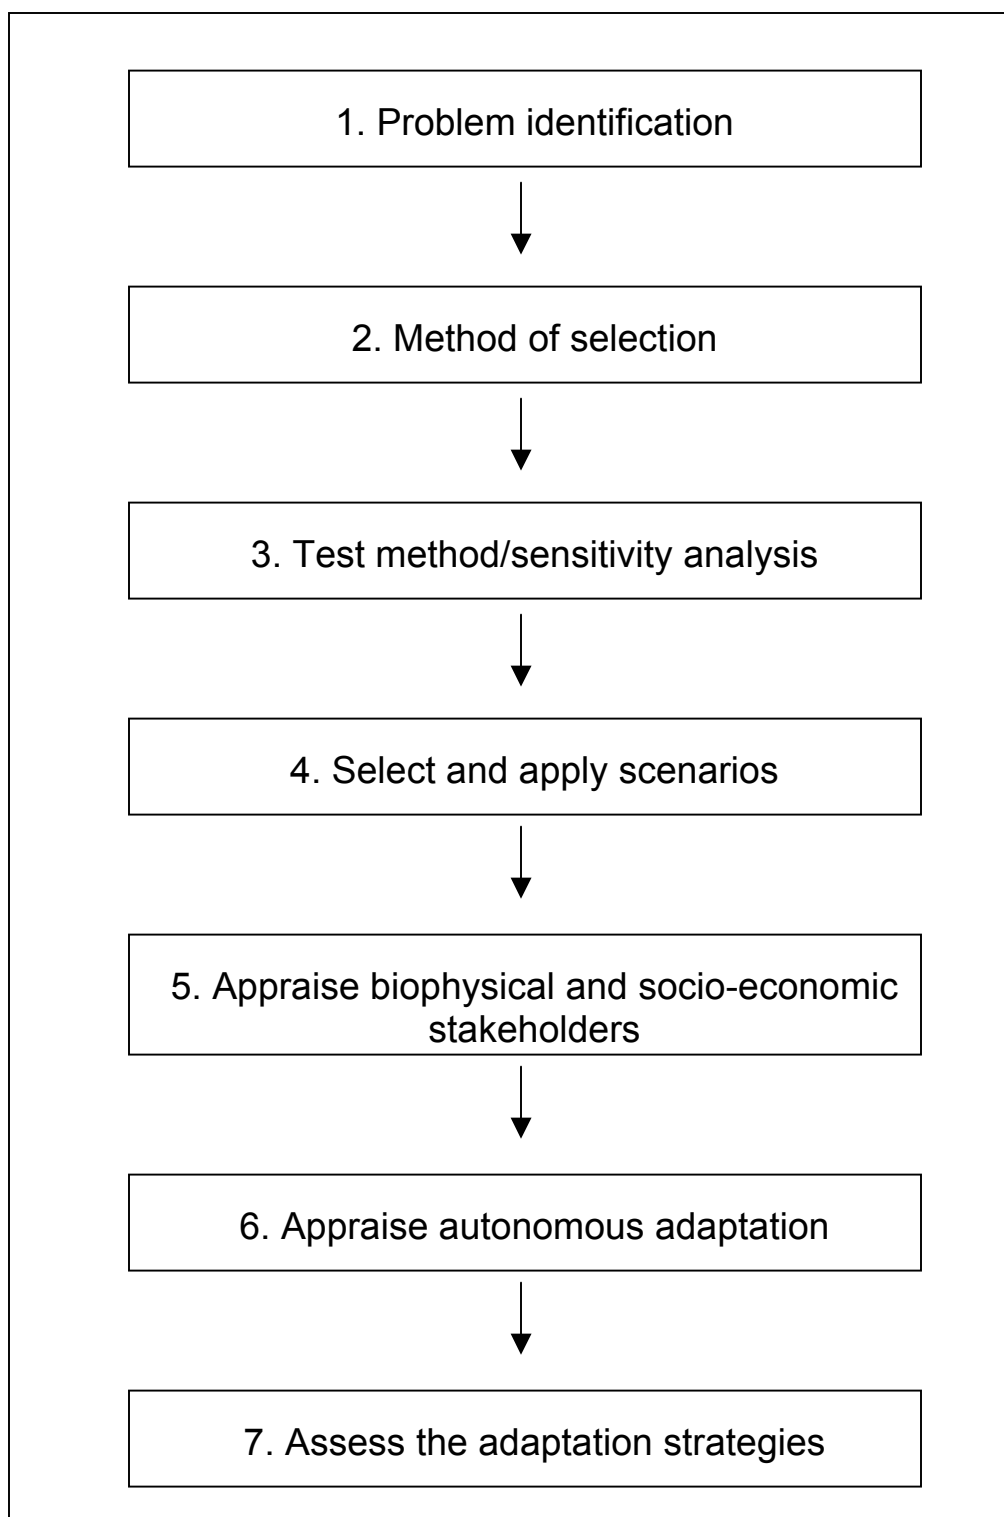 1. Problem identification
2. Method of selection
3. Test method/sensitivity analysis
4. Select and apply scenarios
5. Appraise biophysical and socio-economic
stakeholders
6. Appraise autonomous adaptation
7. Assess the adaptation strategies